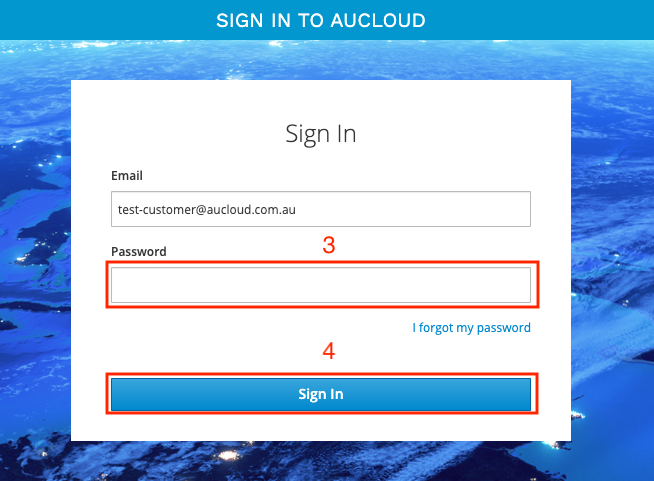 SIGN IN TO AUCLOUD
Sign In
Email
test-customer@aucloud.com.au
Password
3
I forgot my password
4
Sign In